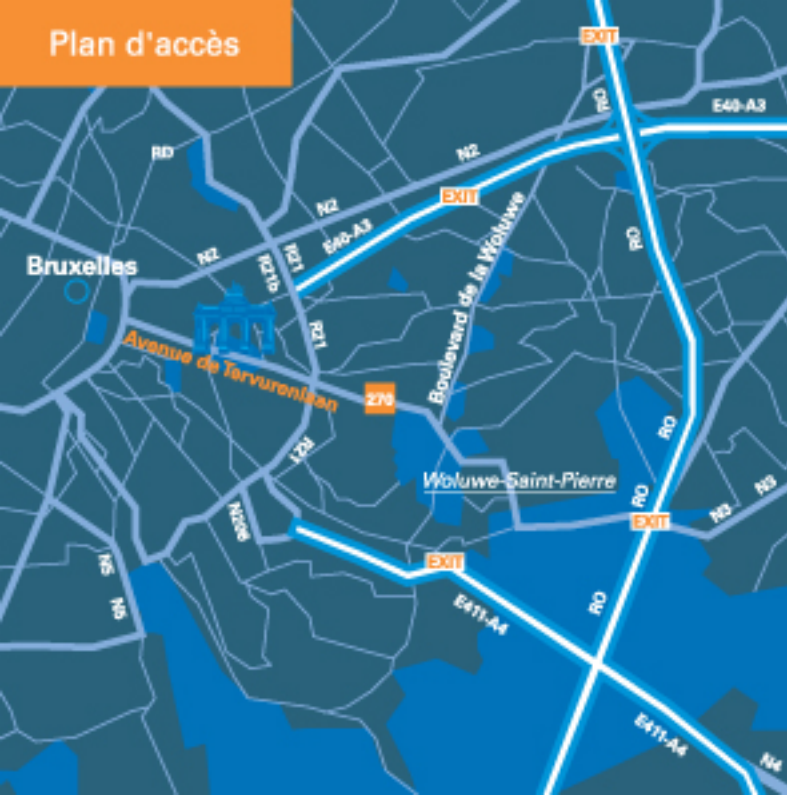 Plan d'accès
EXIT
RO
E40-A3
RD
N2
EXIT
N2
E40-A3
RO
N2
R21
R21b
Bruxelles
Boulevard de la Woluwe
R21
Avenue de Tervurenlaan
270
RO
R21
Woluwe-Saint-Pierre
RO
N3
N3
EXIT
N206
EXIT
N5
N5
RO
E411-A4
E411-A4
N4